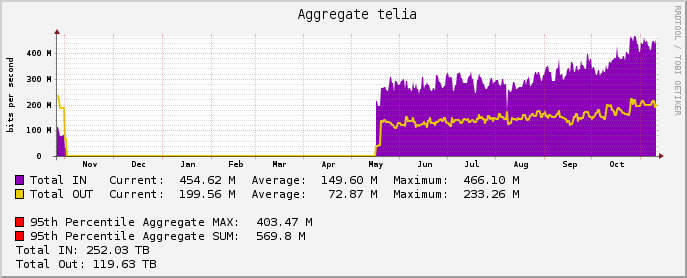 Aggregate telia
RRDTOOL / TOBI OETIKER
bits per second
400 M
300 M
200 M
100 M
0
Nov Dec Jan Feb Mar Apr May Jun Jul Aug Sep Oct
Total IN Current: 454.62 M Average: 149.60 M Maximum: 466.10 M
Total OUT Current: 199.56 M Average: 72.87 M Maximum: 233.26 M
95th Percentile Aggregate MAX: 403.47 M
95th Percentile Aggregate SUM: 569.8 M
Total In: 252.03 TB
Total Out: 119.63 TB